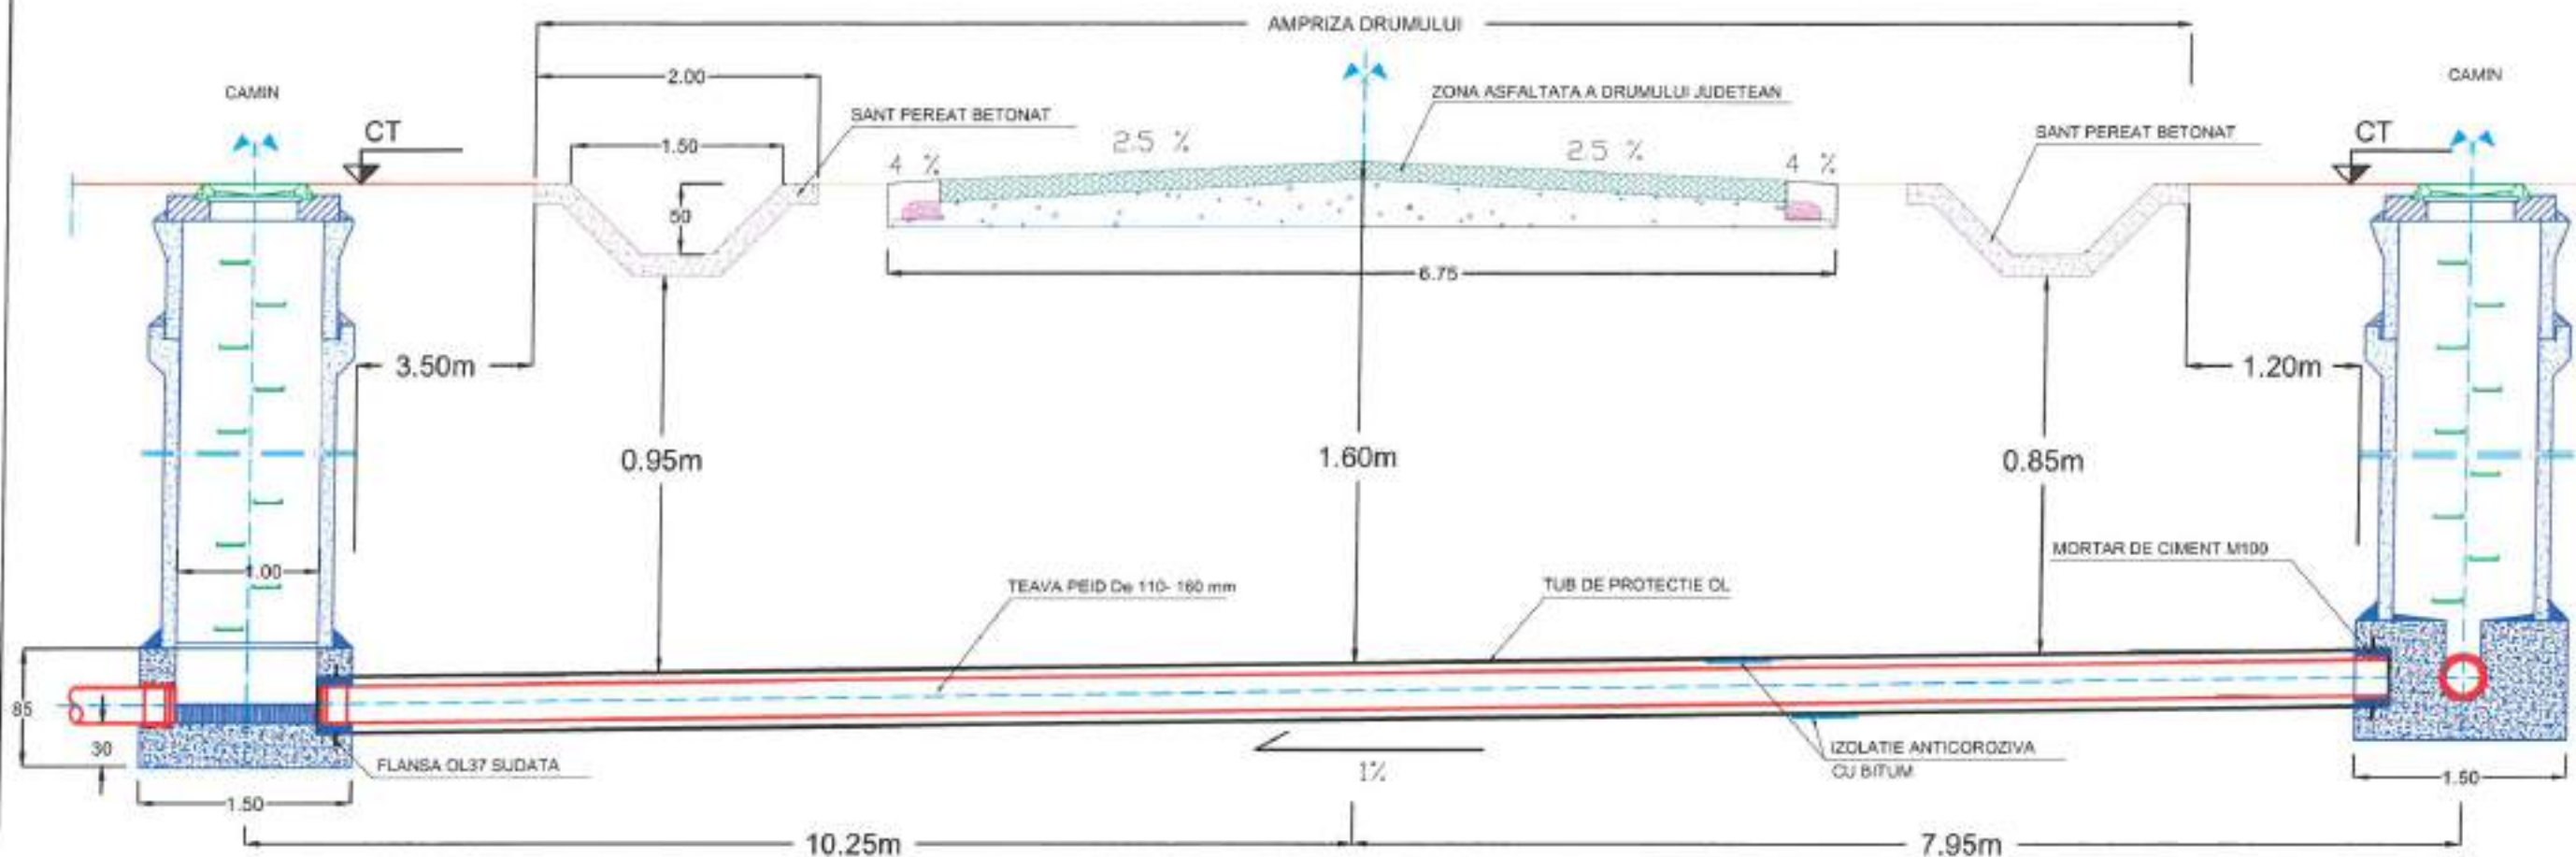 AMPRIZA DRUMULUI
2.00
CAMIN
CAMIN
ZONA ASFALTATA A DRUMULUI JUDETEAN
SANT PEREAT BETONAT
SANT PEREAT BETONAT
CT
CT
1.50
2.5 %
2.5 %
4 %
4 %
50
6.75
3.50m
1.20m
0.95m
1.60m
0.85m
1.00
MORTAR DE CIMENT M100
TEAVA PEID De 110- 160 mm
TUB DE PROTECTIE OL
85
30
FLANSA OL37 SUDATA
IZOLATIE ANTICOROZIVA
CU BITUM
1%
1.50
1.50
10.25m
7.95m